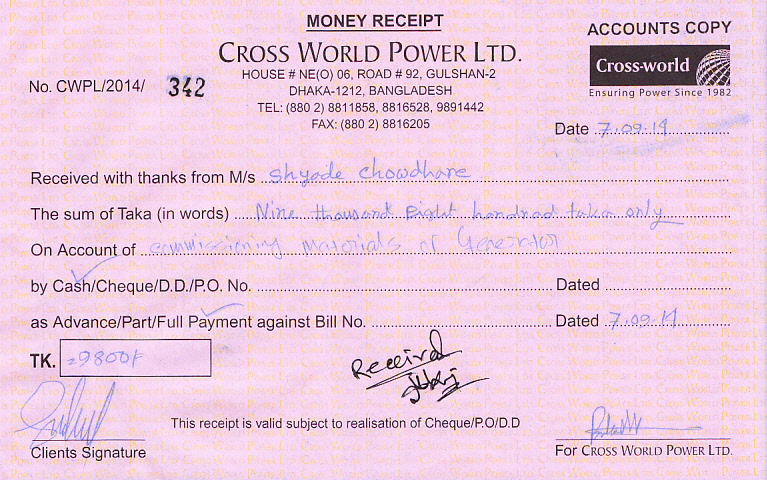 MONEY RECEIPT
ACCOUNTS COPY
CROSS WORLD POWER LTD.
Cross-world
Ensuring Power Since 1982
HOUSE # NE(O) 06, ROAD # 92, GULSHAN-2
DHAKA-1212, BANGLADESH
TEL: (880 2) 8811858, 8816528, 9891442
FAX: (880 2) 8816205
No. CWPL/2014/ 342
Date 7.09.14
Received with thanks from M/s Shyade Chowdhare
The sum of Taka (in words) Nine thousand Eight handrad taka only
On Account of commissioning Materials of Generator
by Cash/Cheque/D.D./P.O. No. Dated
as Advance/Part/Full Payment against Bill No. Dated 7.09.14
TK. =9800/
Received
This receipt is valid subject to realisation of Cheque/P.O/D.D
Clients Signature
For CROSS WORLD POWER LTD.